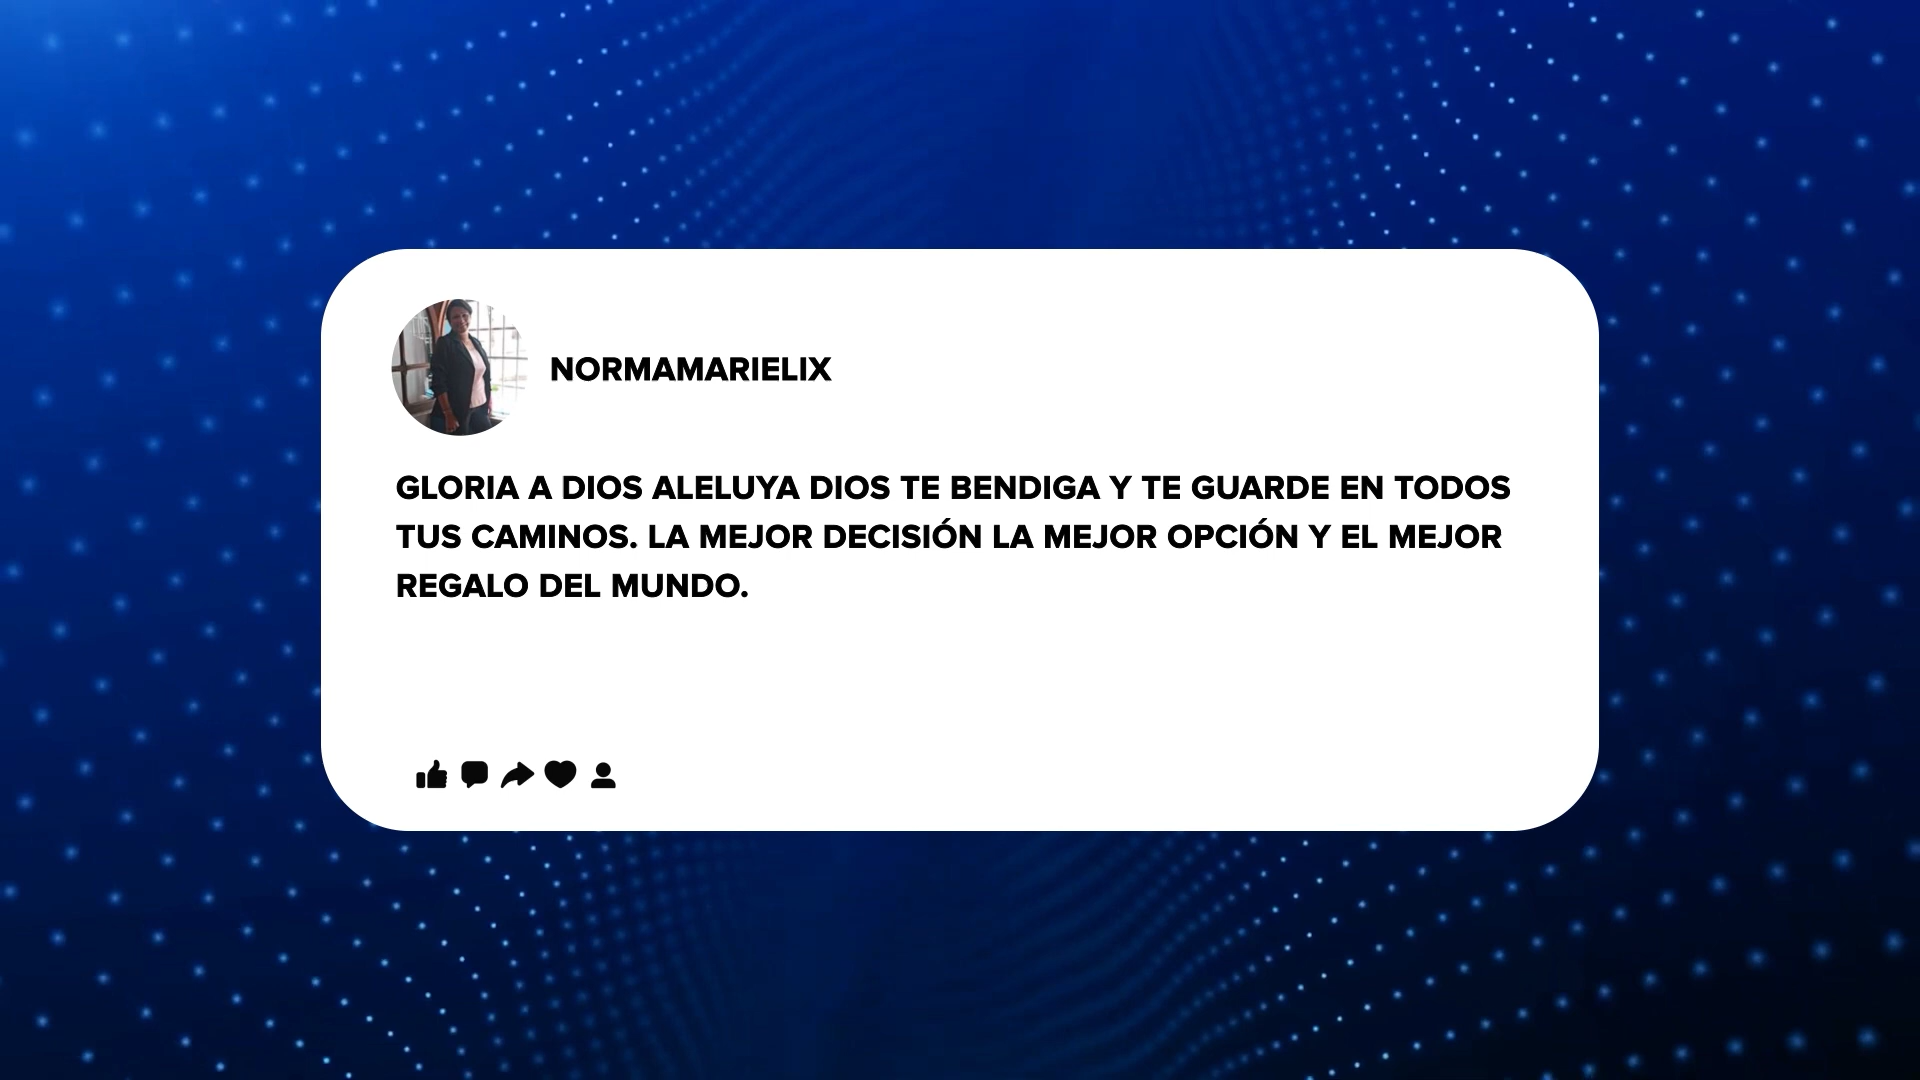 NORMAMARIELIX
GLORIA A DIOS ALELUYA DIOS TE BENDIGA Y TE GUARDE EN TODOS
TUS CAMINOS. LA MEJOR DECISIÓN LA MEJOR OPCIÓN Y EL MEJOR
REGALO DEL MUNDO.